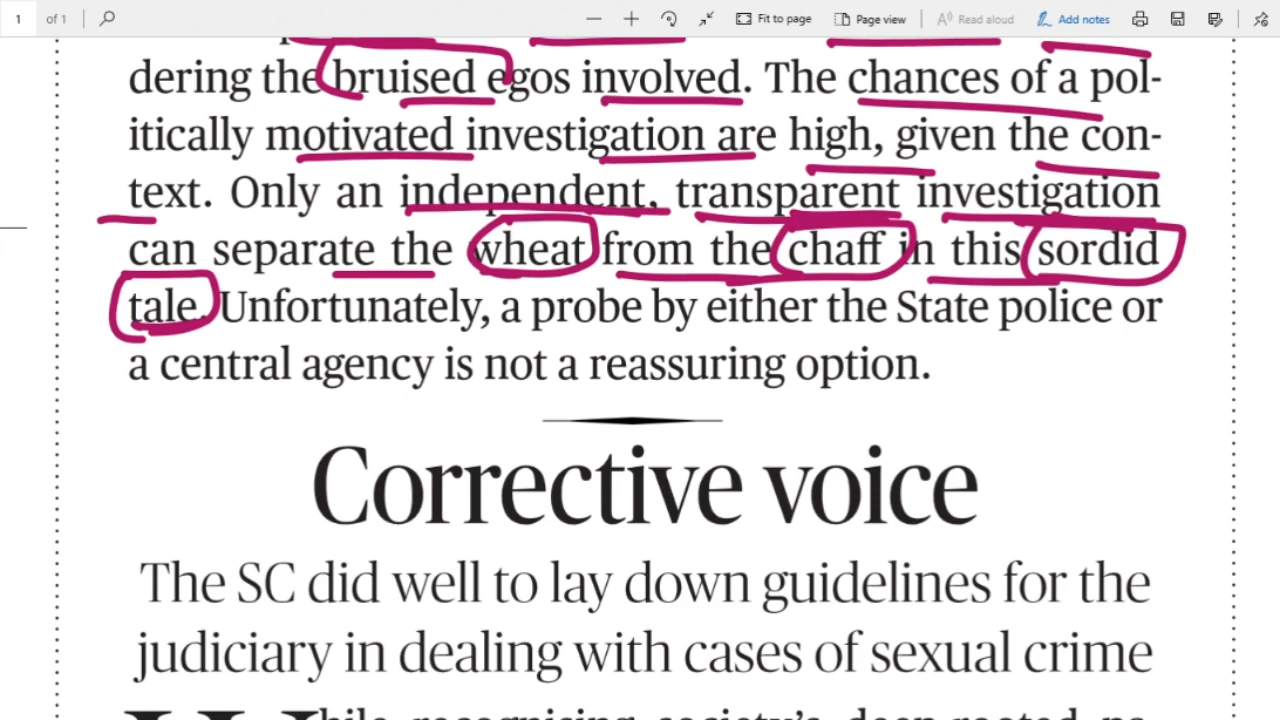 1 of 1 Fit to page Page view Read aloud Add notes
dering the bruised egos involved. The chances of a pol-
itically motivated investigation are high, given the con-
text. Only an independent, transparent investigation
can separate the wheat from the chaff in this sordid
tale. Unfortunately, a probe by either the State police or
a central agency is not a reassuring option.
Corrective voice
The SC did well to lay down guidelines for the
judiciary in dealing with cases of sexual crime